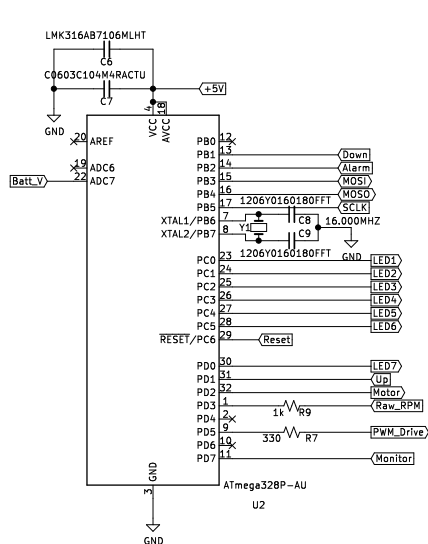 LMK316AB7106MLHT
C6
C0603C104M4RACTU
C7
+5V
GND
4
18
VCC
AVCC
20 AREF
PB0 12
PB1 13 Down
19 ADC6
PB2 14 Alarm
Batt_V 22 ADC7
PB3 15 MOSI
PB4 16 MOSO
PB5 17 SCLK
1206Y0160180FFT
XTAL1/PB6 7
C8
16.000MHZ
Y1
XTAL2/PB7 8
C9
1206Y0160180FFT
GND
PC0 23 LED1
PC1 24 LED2
PC2 25 LED3
PC3 26 LED4
PC4 27 LED5
PC5 28 LED6
RESET/PC6 29 Reset
PD0 30 LED7
PD1 31 Up
PD2 32 Motor
PD3 1 1k R9 Raw_RPM
PD4 2
PD5 9 330 R7 PWM_Drive
PD6 10
PD7 11 Monitor
GND
3
ATmega328P-AU
U2
GND